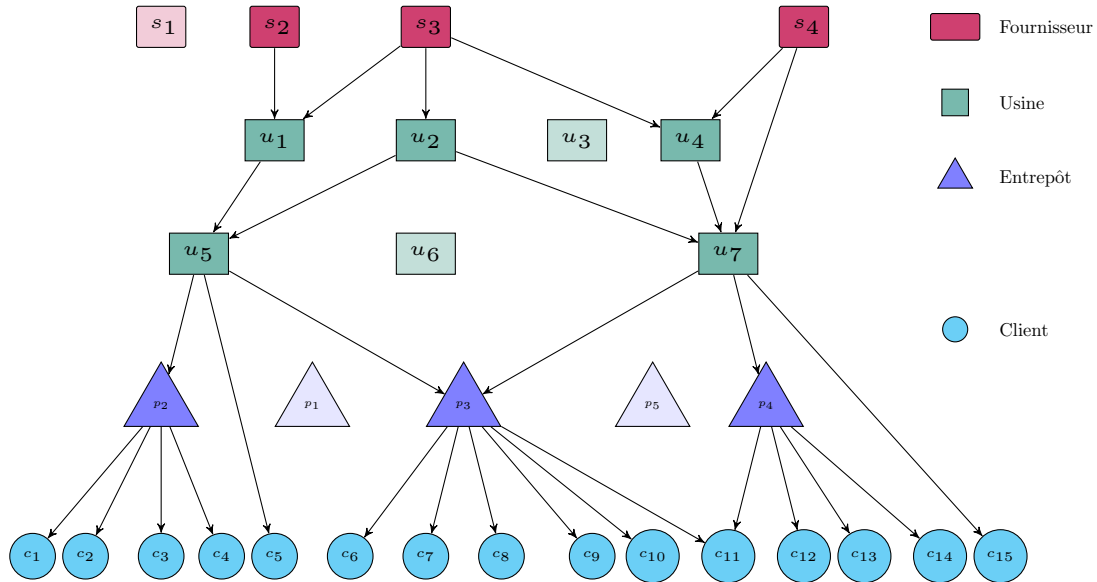 s1 s2 s3 s4 Fournisseur
u1 u2 u3 u4 Usine
Entrepôt
u5 u6 u7
Client
p2 p1 p3 p5 p4
c1 c2 c3 c4 c5 c6 c7 c8 c9 c10 c11 c12 c13 c14 c15